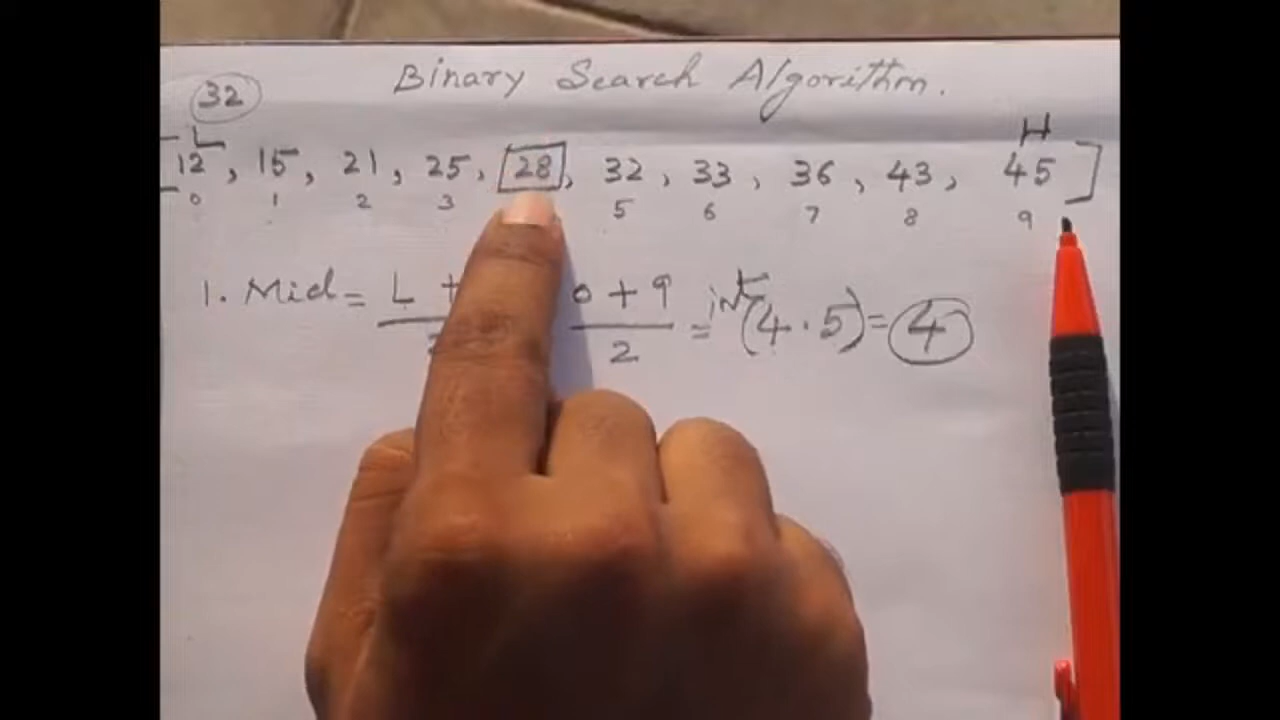 Binary Search Algorithm.
32
L H
[12, 15, 21, 25, 28, 32, 33, 36, 43, 45]
0 1 2 3 5 6 7 8 9
1. Mid = L + 0 + 9 = int(4.5) = 4
2 2